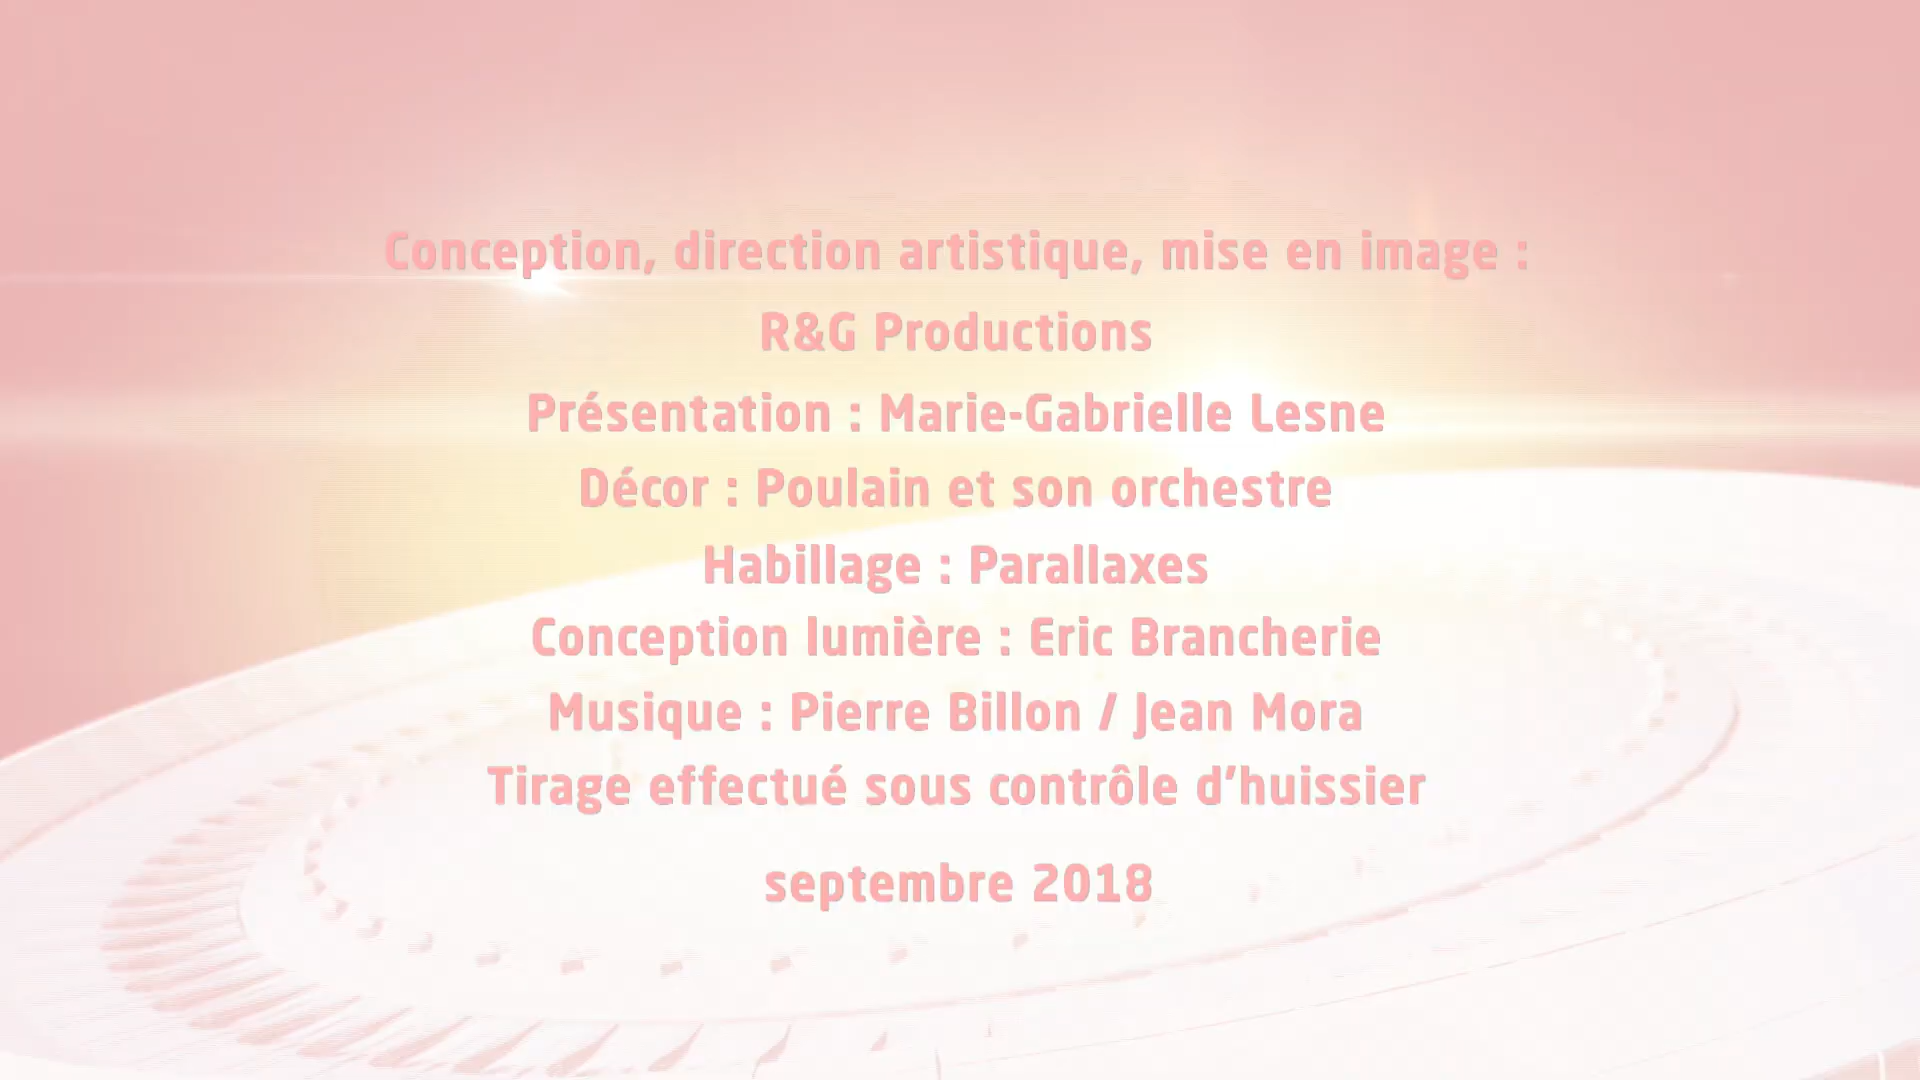 Conception, direction artistique, mise en image :
R&G Productions
Présentation : Marie-Gabrielle Lesne
Décor : Poulain et son orchestre
Habillage : Parallaxes
Conception lumière : Eric Brancherie
Musique : Pierre Billon / Jean Mora
Tirage effectué sous contrôle d’huissier
septembre 2018